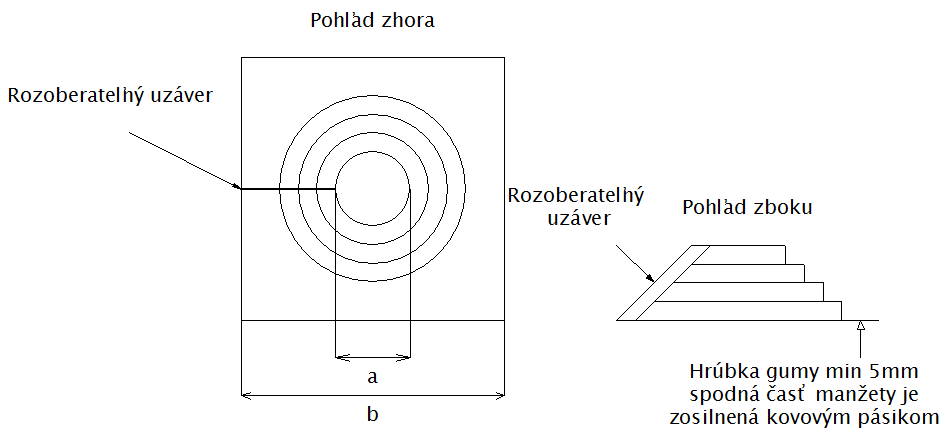 Pohľad zhora
Rozoberateľný uzáver
a
b
Rozoberateľný
uzáver
Pohľad zboku
Hrúbka gumy min 5mm
spodná časť manžety je
zosilnená kovovým pásikom